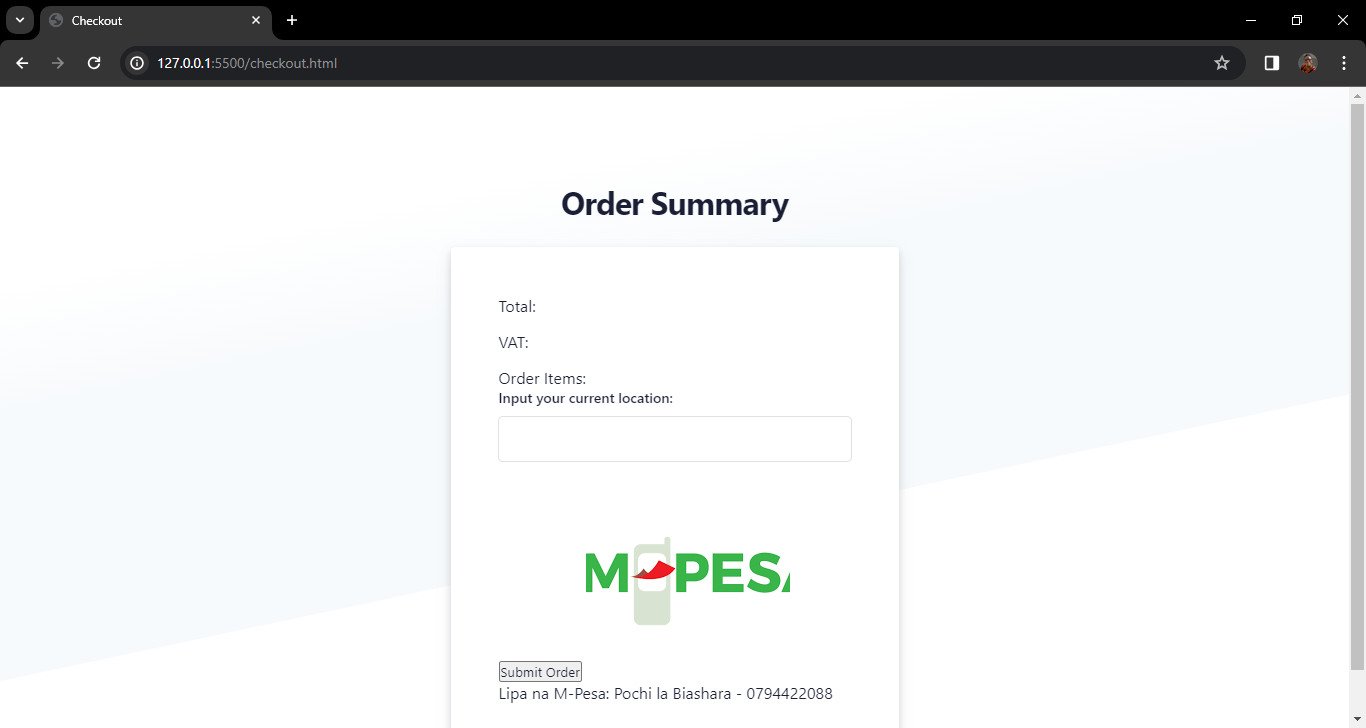 Checkout
127.0.0.1:5500/checkout.html
Order Summary
Total:
VAT:
Order Items:
Input your current location:
M-PESA
Submit Order
Lipa na M-Pesa: Pochi la Biashara - 0794422088